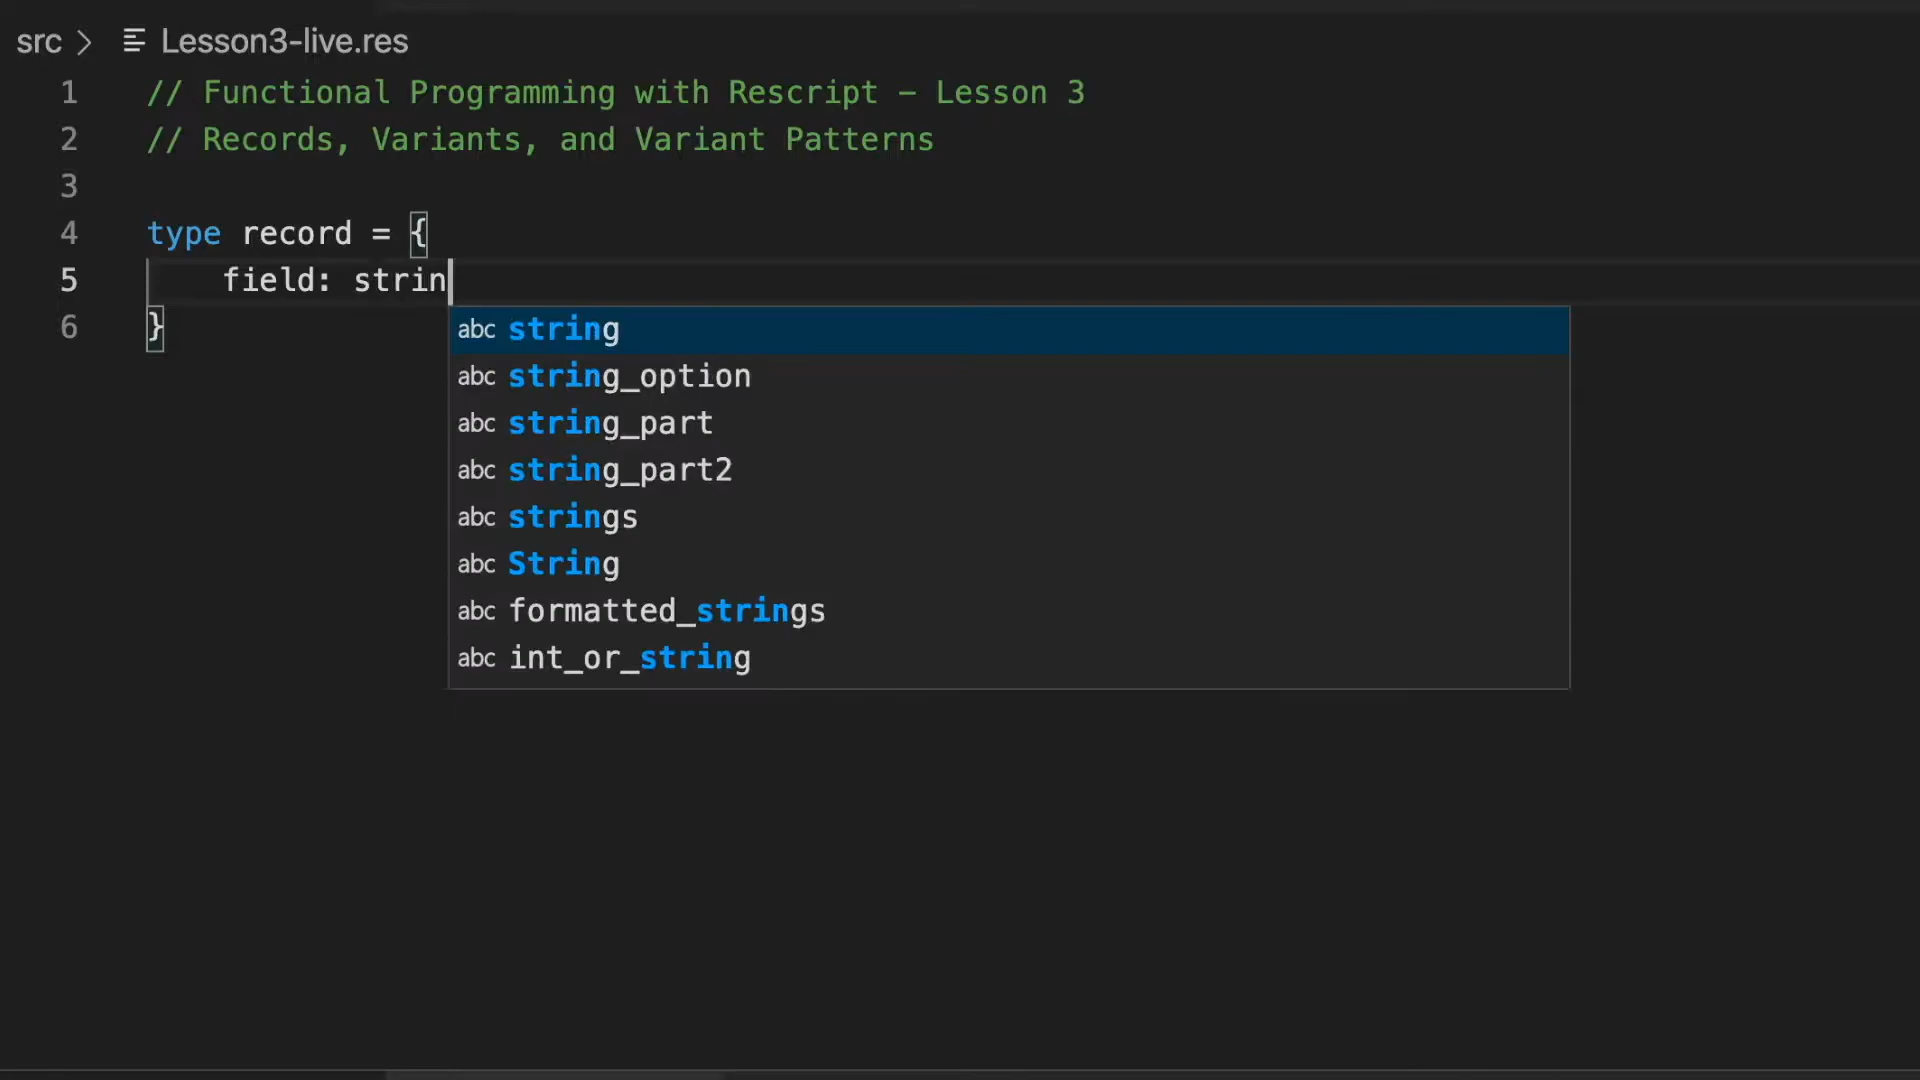 src > Lesson3-live.res
1 // Functional Programming with Rescript – Lesson 3
2 // Records, Variants, and Variant Patterns
3
4 type record = {
5 field: strin
6 }
abc string
abc string_option
abc string_part
abc string_part2
abc strings
abc String
abc formatted_strings
abc int_or_string